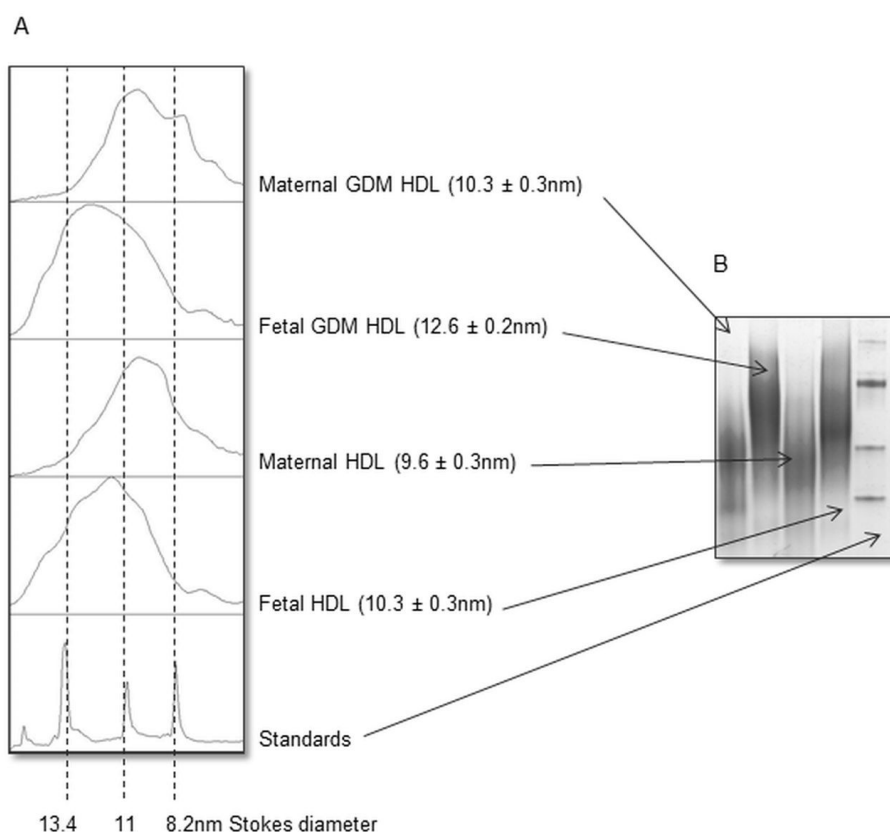 A
Maternal GDM HDL (10.3 ± 0.3nm)
B
Fetal GDM HDL (12.6 ± 0.2nm)
Maternal HDL (9.6 ± 0.3nm)
Fetal HDL (10.3 ± 0.3nm)
Standards
13.4 11 8.2nm Stokes diameter